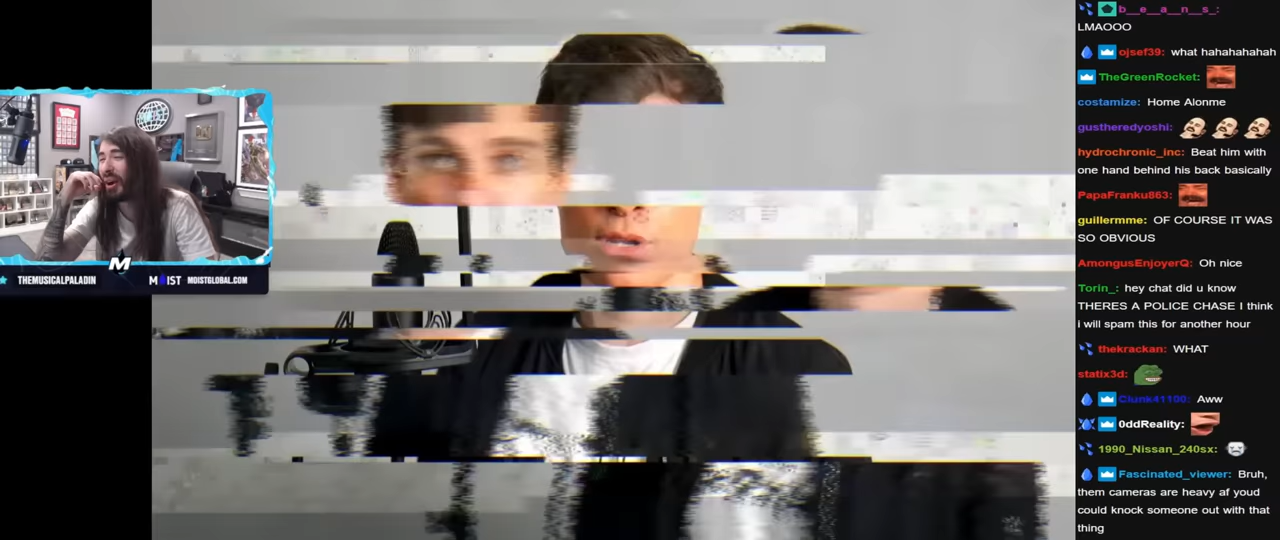 THEMUSICALPALADIN
M IST
MOISTGLOBAL.COM
M
b__e__a__n__s_:
LMAOOO
ojsef39: what hahahahahah
TheGreenRocket:
costamize: Home Alonme
gustheredyoshi:
hydrochronic_inc: Beat him with
one hand behind his back basically
PapaFranku863:
guillermme: OF COURSE IT WAS
SO OBVIOUS
AmongusEnjoyerQ: Oh nice
Torin_: hey chat did u know
THERES A POLICE CHASE I think
i will spam this for another hour
thekrackan: WHAT
statix3d:
Clunk41100: Aww
0ddReality:
1990_Nissan_240sx:
Fascinated_viewer: Bruh,
them cameras are heavy af youd
could knock someone out with that
thing